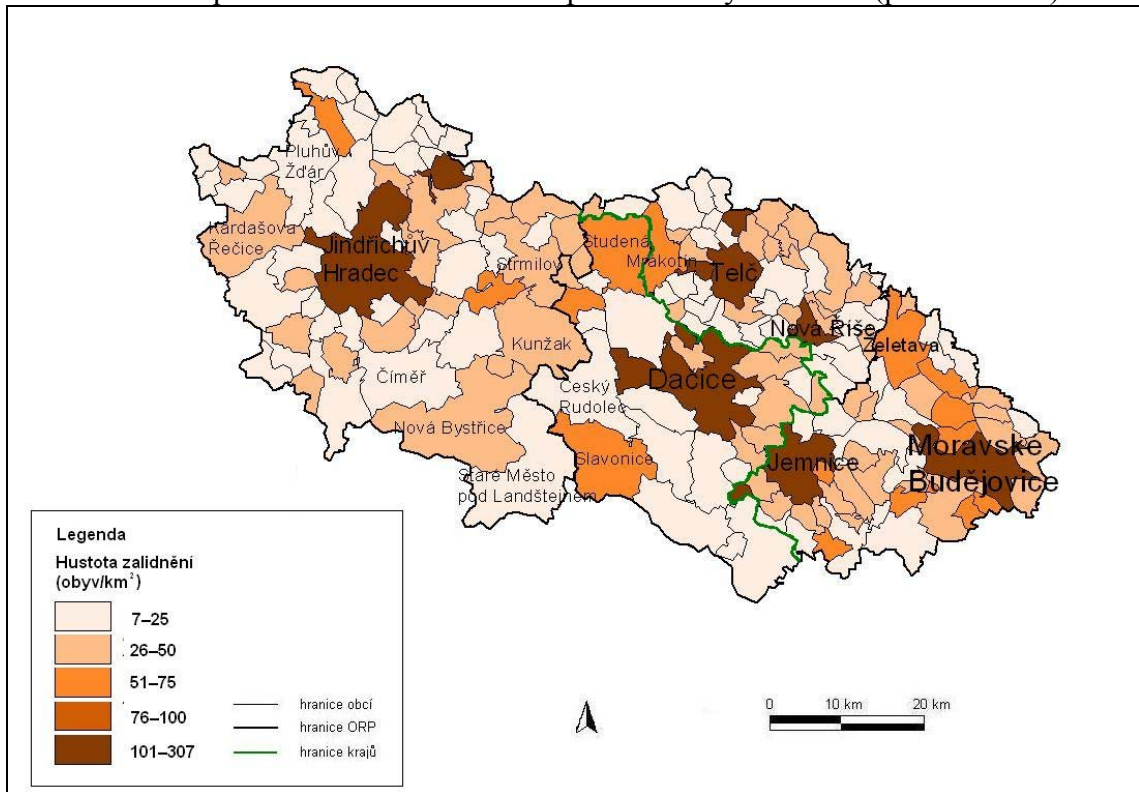 Pluhův
Žďár
Kardašova
Řečice
Jindřichův
Hradec
Strmilov
Studená
Mrákotín
Telč
Nová Říše
Želetava
Kunžak
Číměř
Český
Rudolec
Dačice
Nová Bystřice
Slavonice
Staré Město
pod Landštejnem
Jemnice
Moravské
Budějovice
Legenda
Hustota zalidnění
(obyv/km²)
7–25
26–50
51–75
76–100
101–307
hranice obcí
hranice ORP
hranice krajů
0 10 km 20 km